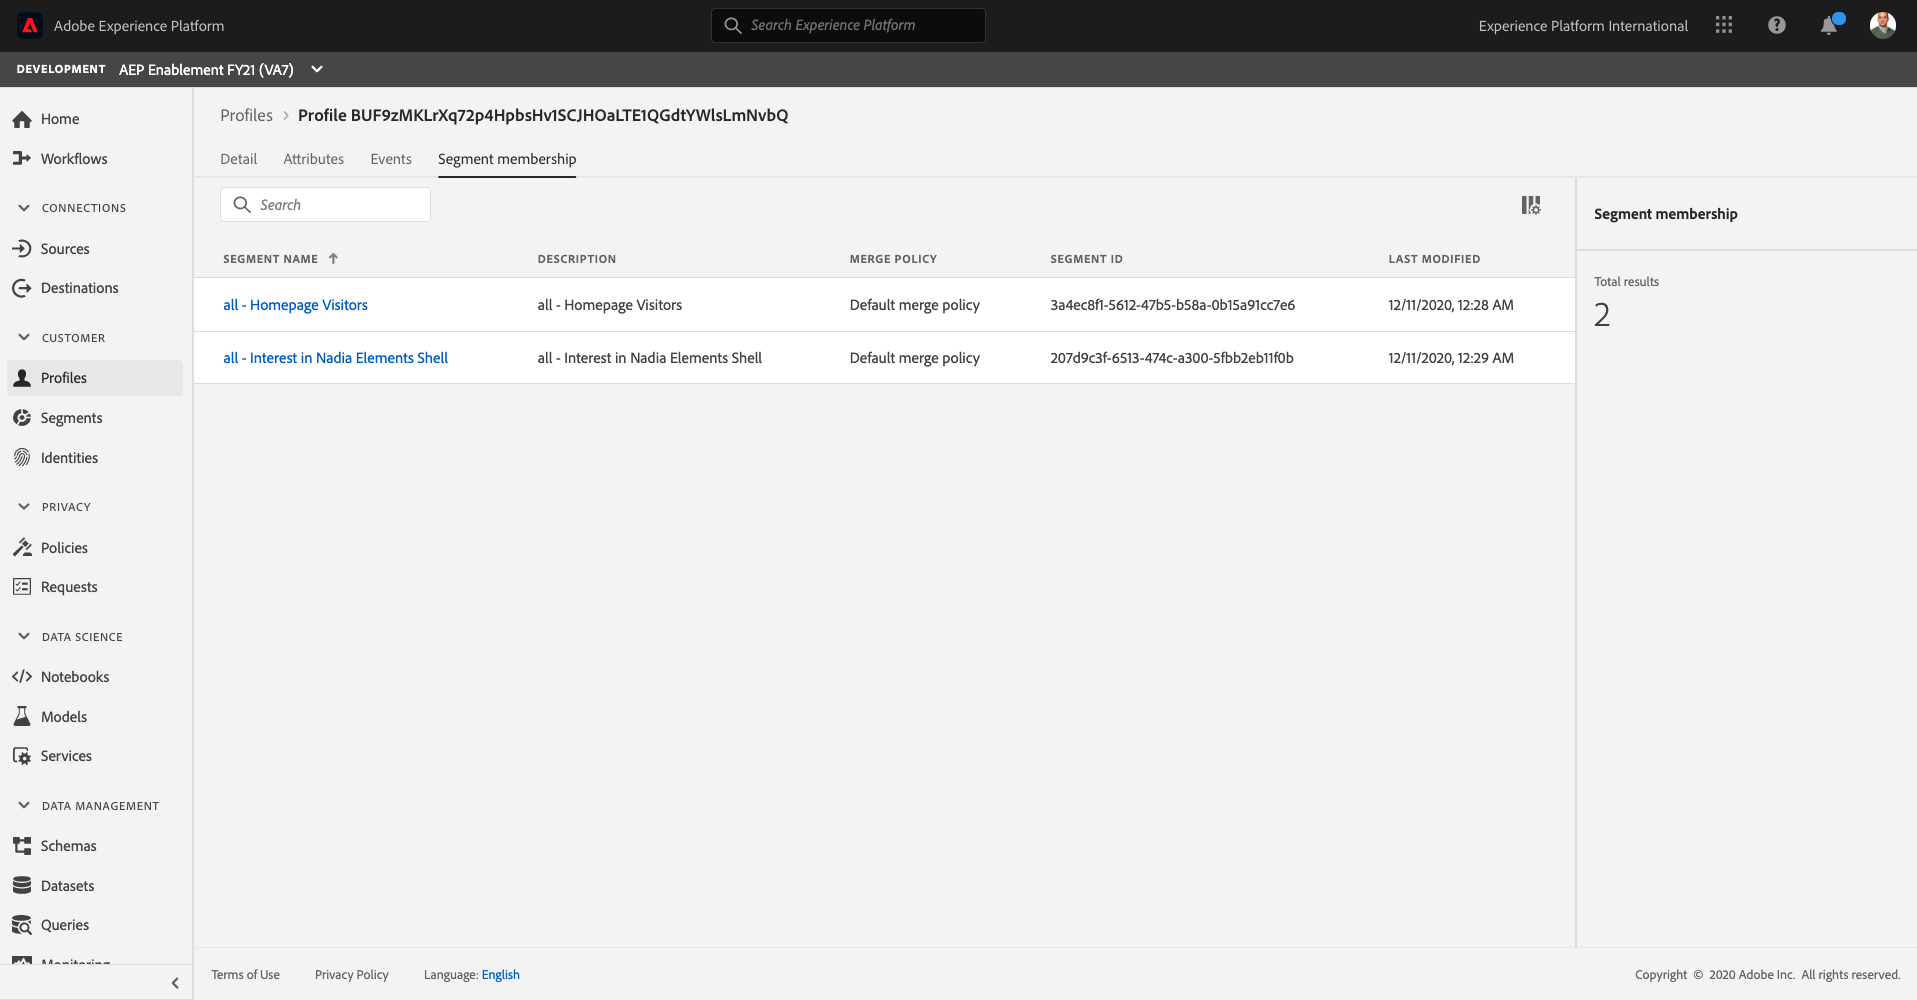 Adobe Experience Platform
Search Experience Platform
Experience Platform International
DEVELOPMENT AEP Enablement FY21 (VA7)
Home
Workflows
CONNECTIONS
Sources
Destinations
CUSTOMER
Profiles
Segments
Identities
PRIVACY
Policies
Requests
DATA SCIENCE
Notebooks
Models
Services
DATA MANAGEMENT
Schemas
Datasets
Queries
Monitoring
Profiles > Profile BUF9zMKLrXq72p4HpbsHv1SCJHOaLTE1QGdtYWlsLmNvbQ
Detail Attributes Events Segment membership
Search
SEGMENT NAME DESCRIPTION MERGE POLICY SEGMENT ID LAST MODIFIED
all - Homepage Visitors all - Homepage Visitors Default merge policy 3a4ec8f1-5612-47b5-b58a-0b15a91cc7e6 12/11/2020, 12:28 AM
all - Interest in Nadia Elements Shell all - Interest in Nadia Elements Shell Default merge policy 207d9c3f-6513-474c-a300-5fbb2eb11f0b 12/11/2020, 12:29 AM
Segment membership
Total results
2
Terms of Use Privacy Policy Language: English
Copyright © 2020 Adobe Inc. All rights reserved.